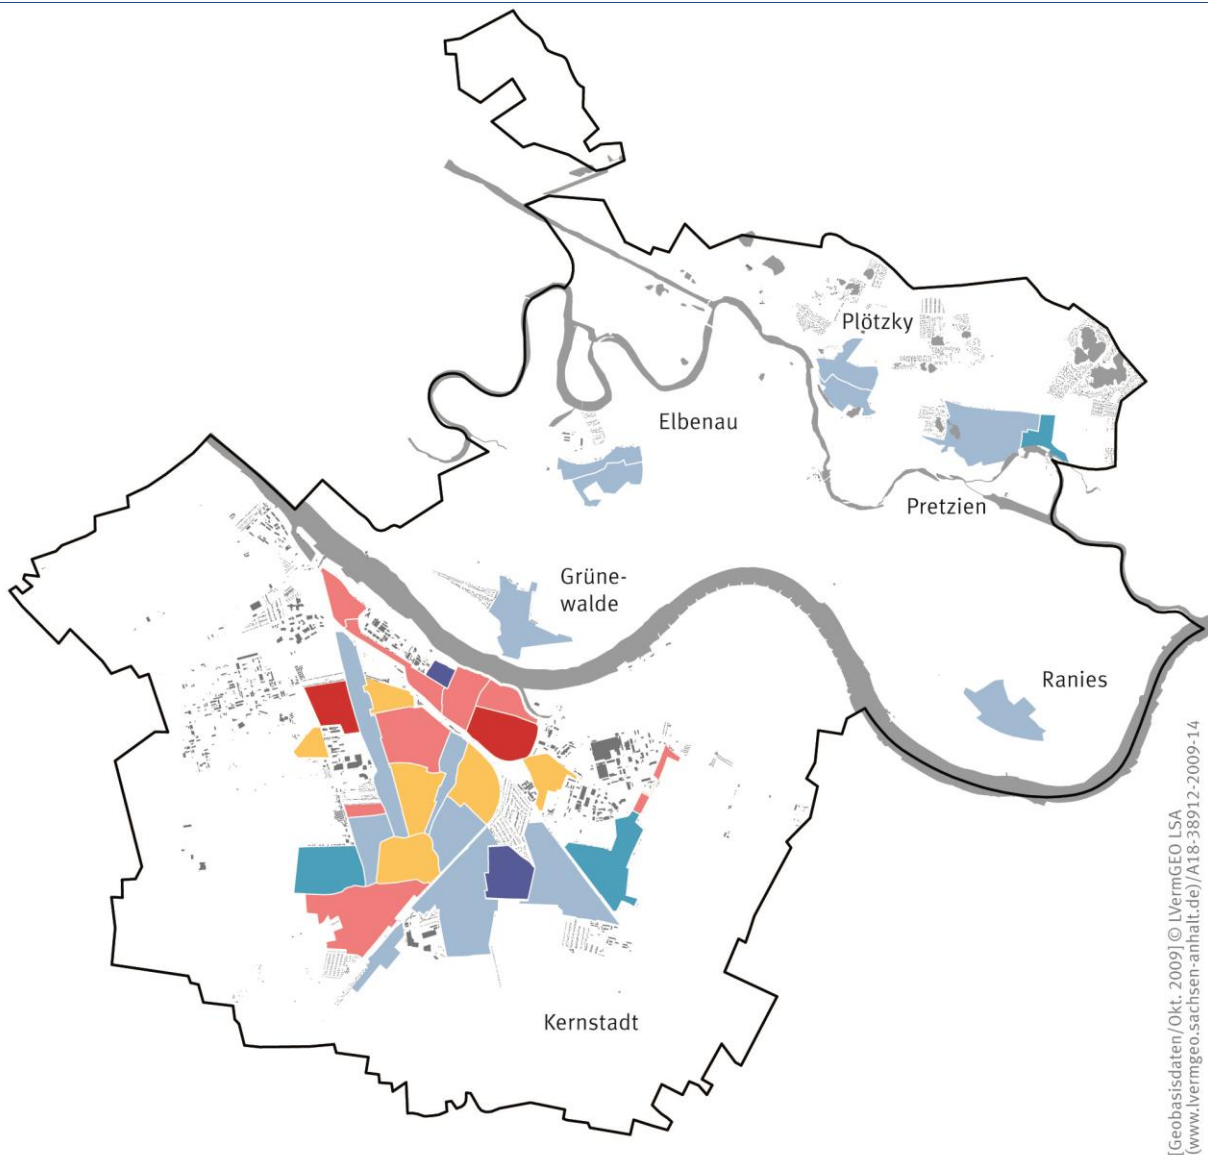 Plötzky
Elbenau
Pretzien
Grüne-
walde
Ranies
Kernstadt
[Geobasisdaten/Okt. 2009] © LVermGEO LSA
(www.lvermgeo.sachsen-anhalt.de)/A18-38912-2009-14